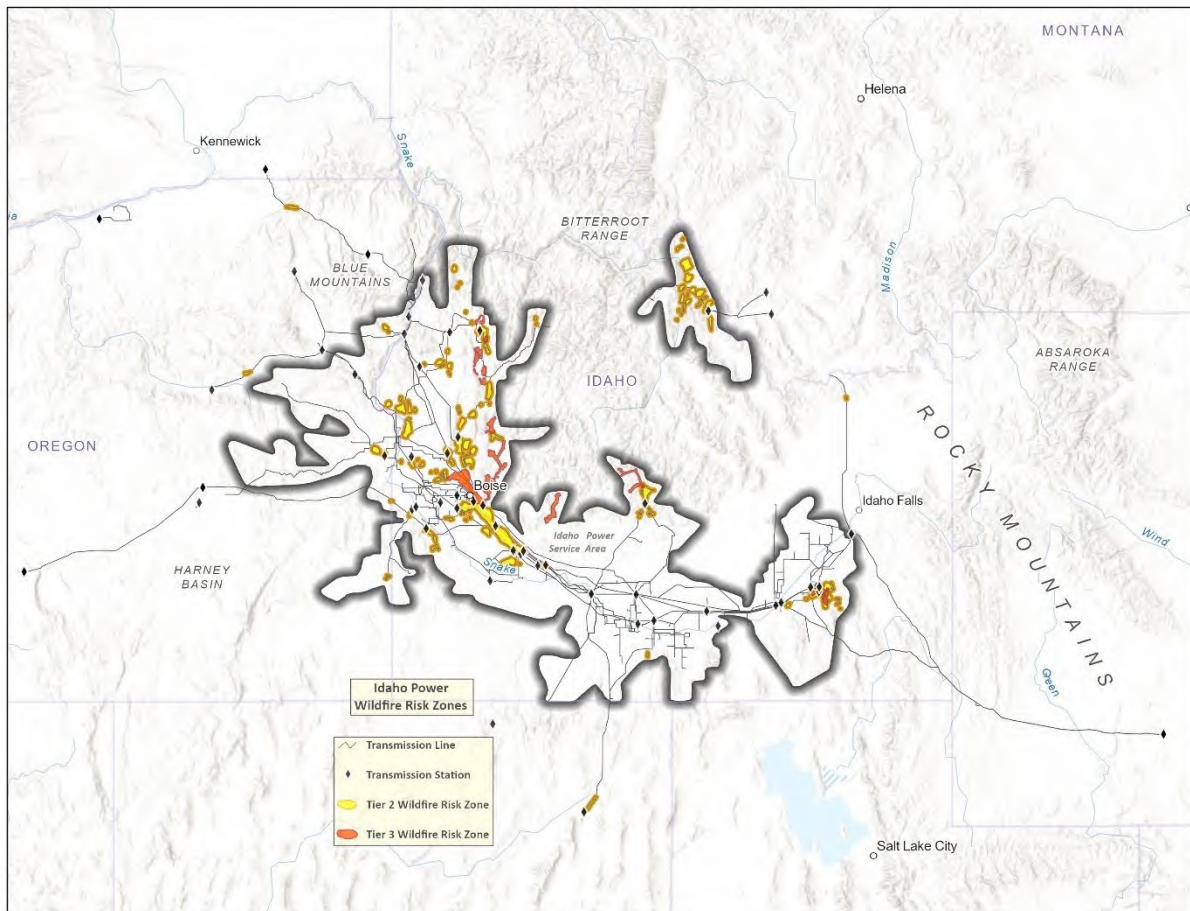 MONTANA
Helena
Kennewick
Snake
ia
BITTERROOT
RANGE
BLUE
MOUNTAINS
Madison
ABSAROKA
RANGE
IDAHO
OREGON
ROCKY MOUNTAINS
Boise
Idaho Falls
Idaho Power
Service Area
Wind
Snake
HARNEY
BASIN
Green
Idaho Power
Wildfire Risk Zones
Transmission Line
Transmission Station
Tier 2 Wildfire Risk Zone
Tier 3 Wildfire Risk Zone
Salt Lake City